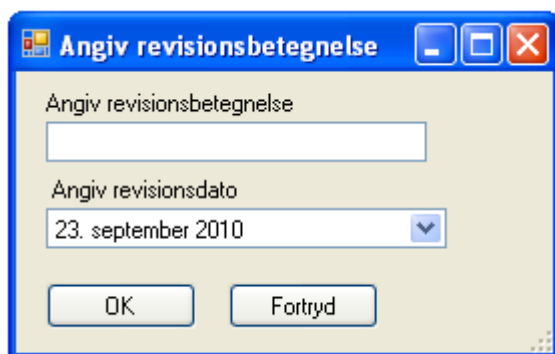 Angiv revisionsbetegnelse
Angiv revisionsbetegnelse
Angiv revisionsdato
23. september 2010
OK Fortryd